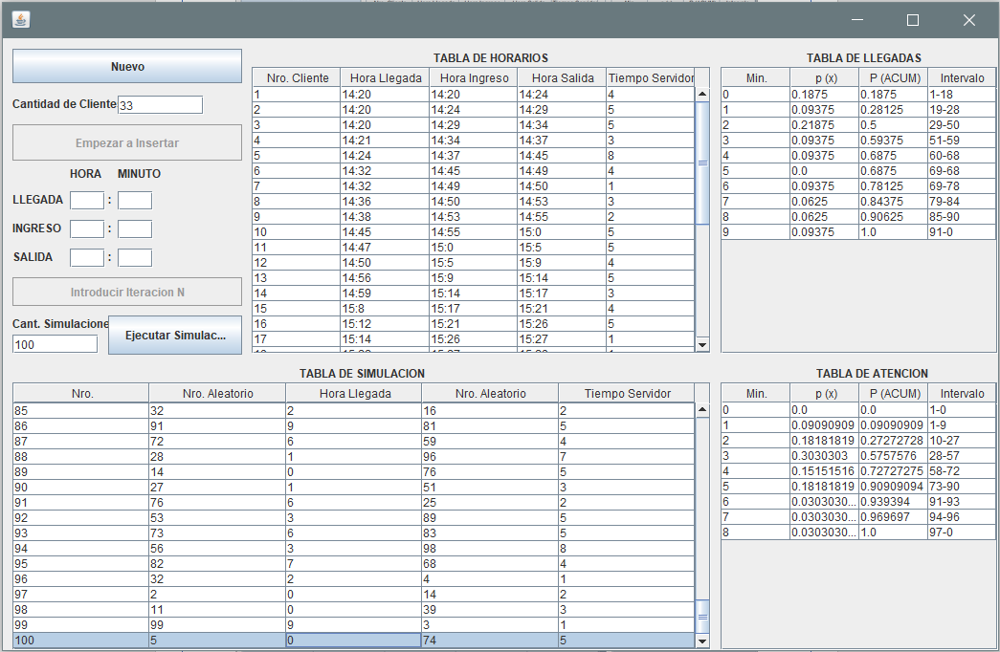 Nuevo
Cantidad de Cliente 33
Empezar a Insertar
HORA MINUTO
LLEGADA :
INGRESO :
SALIDA :
Introducir Iteracion N
Cant. Simulacione
100
Ejecutar Simulac...
TABLA DE HORARIOS
Nro. Cliente Hora Llegada Hora Ingreso Hora Salida Tiempo Servidor
1 14:20 14:20 14:24 4
2 14:20 14:24 14:29 5
3 14:20 14:29 14:34 5
4 14:21 14:34 14:37 3
5 14:24 14:37 14:45 8
6 14:32 14:45 14:49 4
7 14:32 14:49 14:50 1
8 14:36 14:50 14:53 3
9 14:38 14:53 14:55 2
10 14:45 14:55 15:0 5
11 14:47 15:0 15:5 5
12 14:50 15:5 15:9 4
13 14:56 15:9 15:14 5
14 14:59 15:14 15:17 3
15 15:8 15:17 15:21 4
16 15:12 15:21 15:26 5
17 15:14 15:26 15:27 1
TABLA DE LLEGADAS
Min. p (x) P (ACUM) Intervalo
0 0.1875 0.1875 1-18
1 0.09375 0.28125 19-28
2 0.21875 0.5 29-50
3 0.09375 0.59375 51-59
4 0.09375 0.6875 60-68
5 0.0 0.6875 69-68
6 0.09375 0.78125 69-78
7 0.0625 0.84375 79-84
8 0.0625 0.90625 85-90
9 0.09375 1.0 91-0
TABLA DE SIMULACION
Nro. Nro. Aleatorio Hora Llegada Nro. Aleatorio Tiempo Servidor
85 32 2 16 2
86 91 9 81 5
87 72 6 59 4
88 28 1 96 7
89 14 0 76 5
90 27 1 51 3
91 76 6 25 2
92 53 3 89 5
93 73 6 83 5
94 56 3 98 8
95 82 7 68 4
96 32 2 4 1
97 2 0 14 2
98 11 0 39 3
99 99 9 3 1
100 5 0 74 5
TABLA DE ATENCION
Min. p (x) P (ACUM) Intervalo
0 0.0 0.0 1-0
1 0.09090909 0.09090909 1-9
2 0.18181819 0.27272728 10-27
3 0.3030303 0.5757576 28-57
4 0.15151516 0.72727275 58-72
5 0.18181819 0.90909094 73-90
6 0.0303030... 0.939394 91-93
7 0.0303030... 0.969697 94-96
8 0.0303030... 1.0 97-0